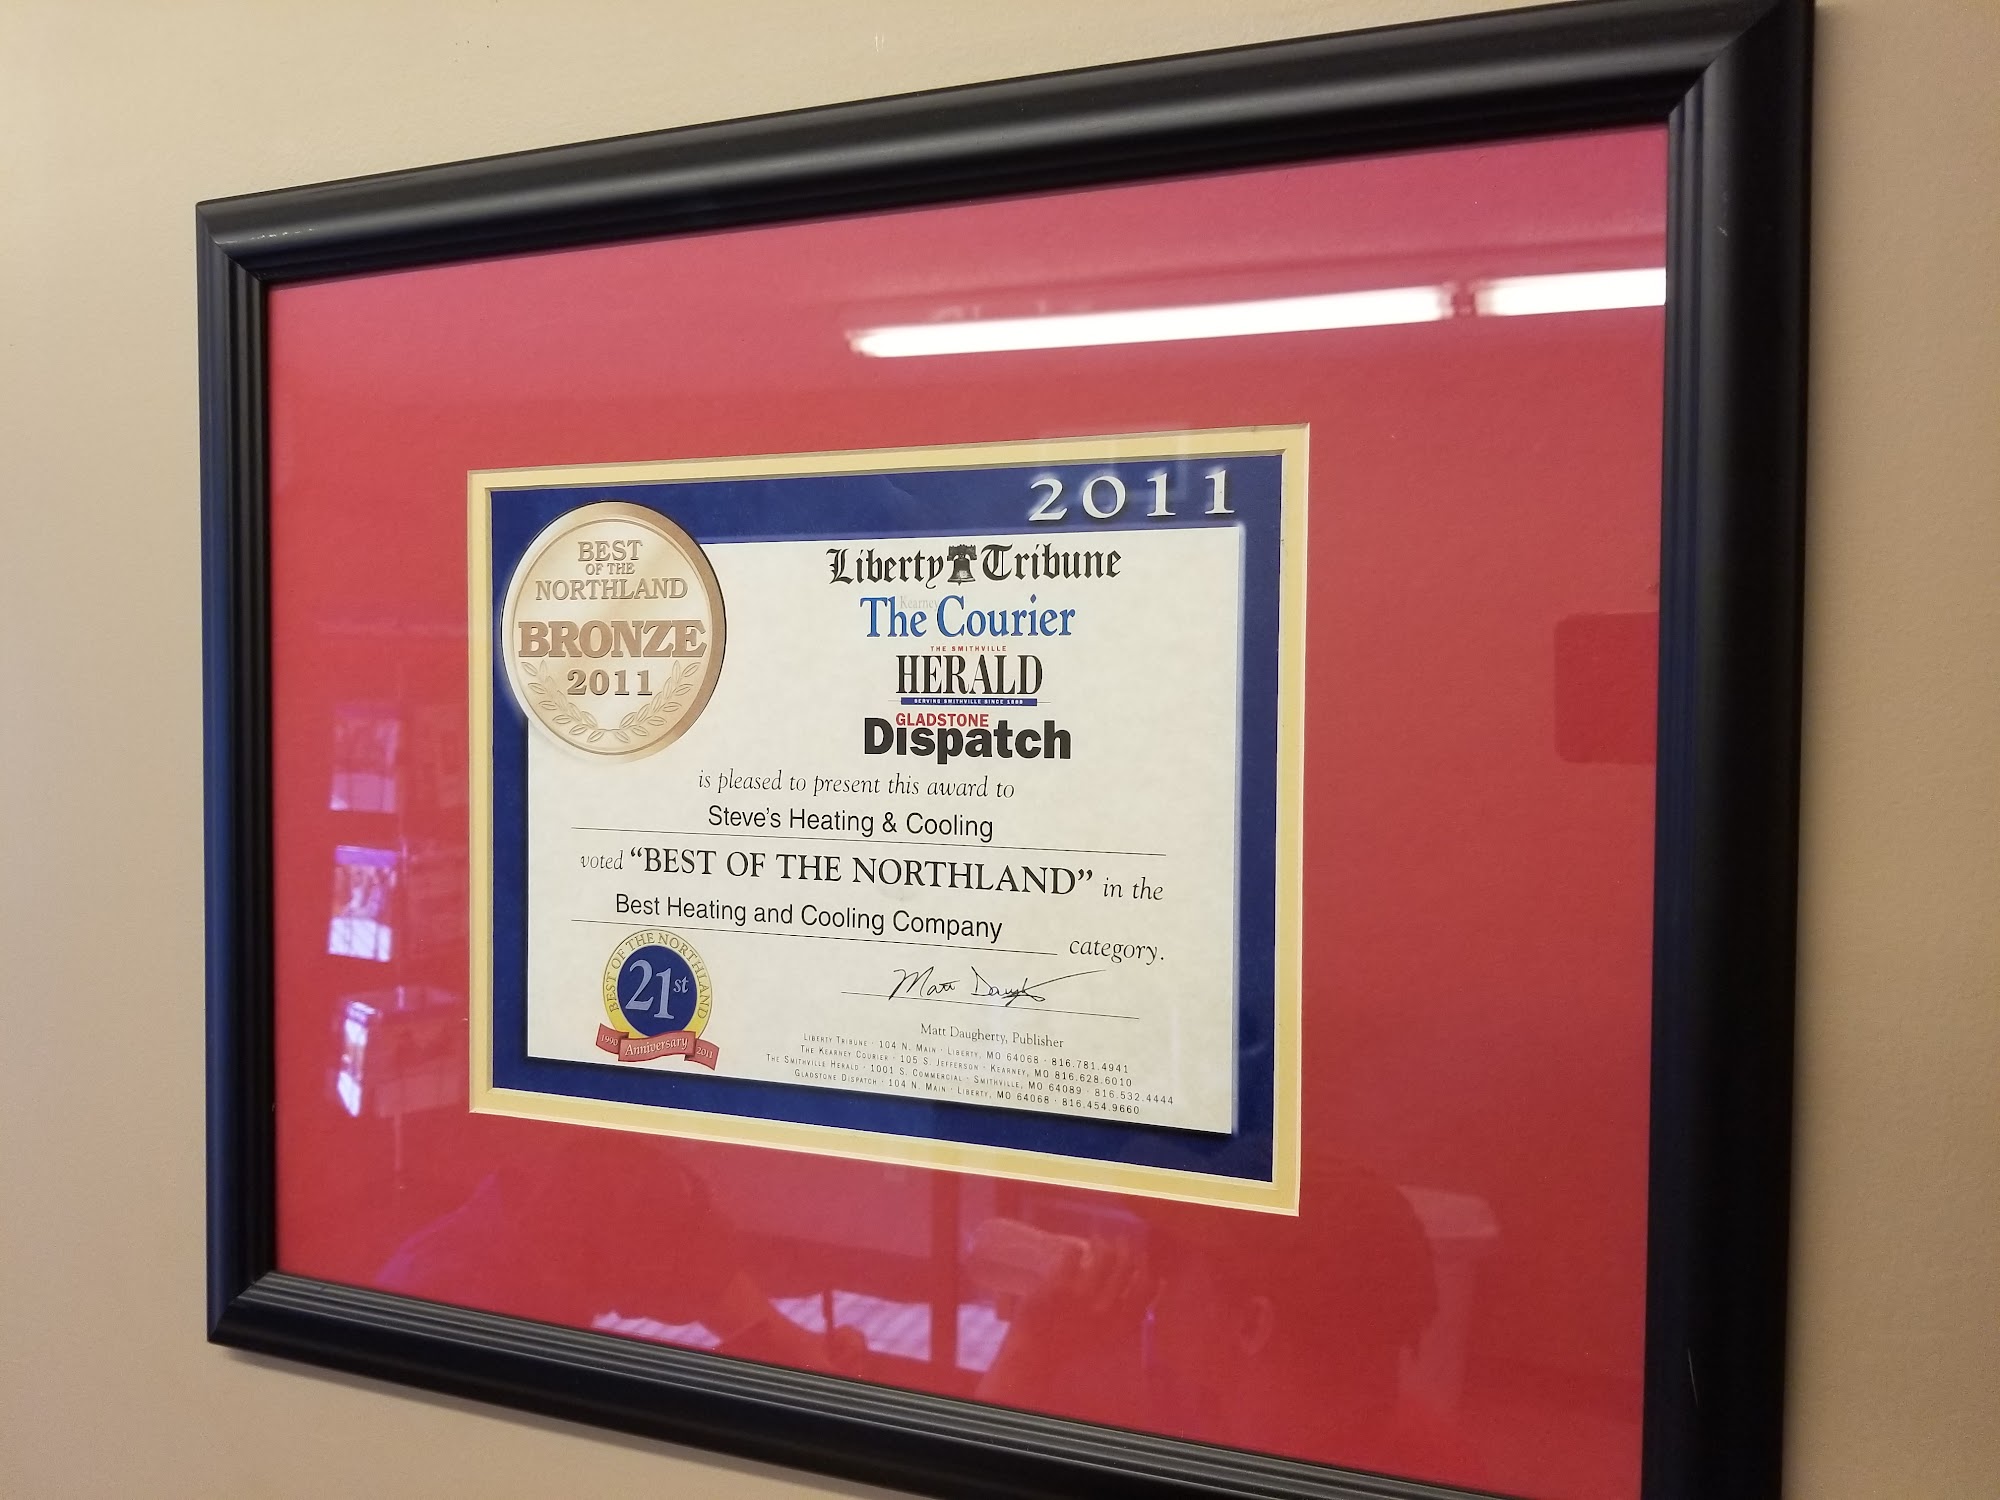 2011
BEST
OF THE
NORTHLAND
BRONZE
2011
Liberty Tribune
Kearney
The Courier
THE SMITHVILLE
HERALD
SERVING SMITHVILLE SINCE 1888
GLADSTONE
Dispatch
is pleased to present this award to
Steve's Heating & Cooling
voted “BEST OF THE NORTHLAND” in the
Best Heating and Cooling Company
category.
BEST OF THE NORTHLAND
21st
1990 Anniversary 2011
Matt Daugherty, Publisher
LIBERTY TRIBUNE · 104 N. MAIN · LIBERTY, MO 64068 · 816.781.4941
THE KEARNEY COURIER · 105 S. JEFFERSON · KEARNEY, MO 816.628.6010
THE SMITHVILLE HERALD · 1001 S. COMMERCIAL · SMITHVILLE, MO 64089 · 816.532.4444
GLADSTONE DISPATCH · 104 N. MAIN · LIBERTY, MO 64068 · 816.454.9660